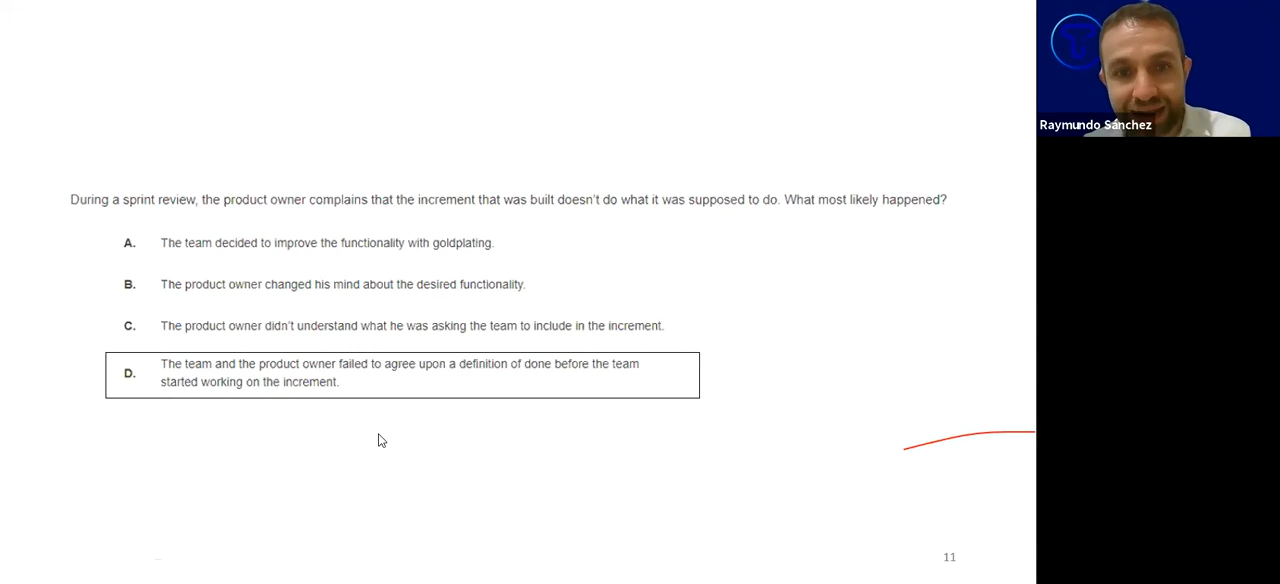 During a sprint review, the product owner complains that the increment that was built doesn't do what it was supposed to do. What most likely happened?
A. The team decided to improve the functionality with goldplating.
B. The product owner changed his mind about the desired functionality.
C. The product owner didn't understand what he was asking the team to include in the increment.
D. The team and the product owner failed to agree upon a definition of done before the team
started working on the increment.
11
Raymundo Sánchez